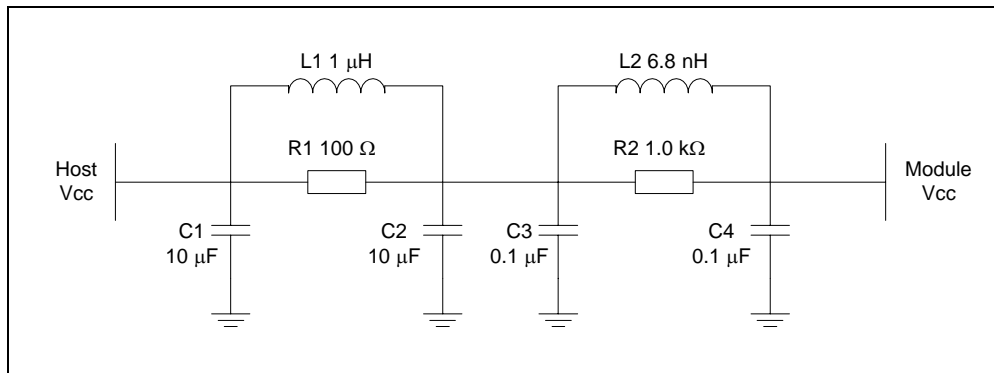 L1 1 μH
L2 6.8 nH
R1 100 Ω
R2 1.0 kΩ
Host
Vcc
Module
Vcc
C1
10 μF
C2
10 μF
C3
0.1 μF
C4
0.1 μF